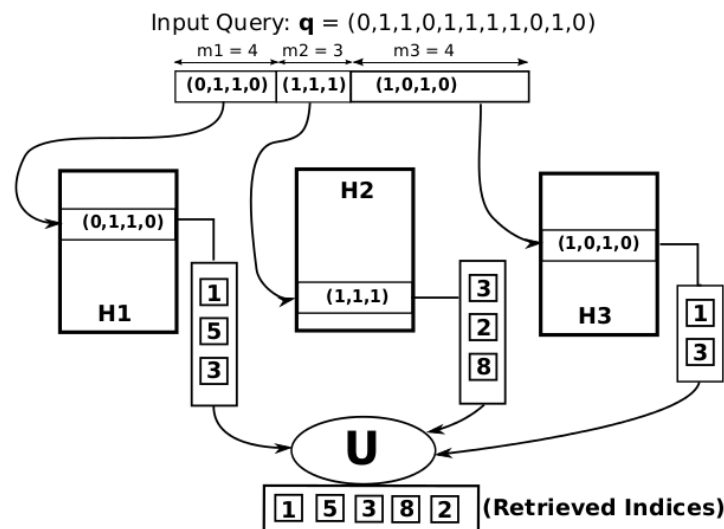 Input Query: q = (0,1,1,0,1,1,1,1,0,1,0)
m1 = 4 m2 = 3 m3 = 4
(0,1,1,0) (1,1,1) (1,0,1,0)
H1
(0,1,1,0)
1
5
3
H2
(1,1,1)
3
2
8
H3
(1,0,1,0)
1
3
U
1 5 3 8 2 (Retrieved Indices)